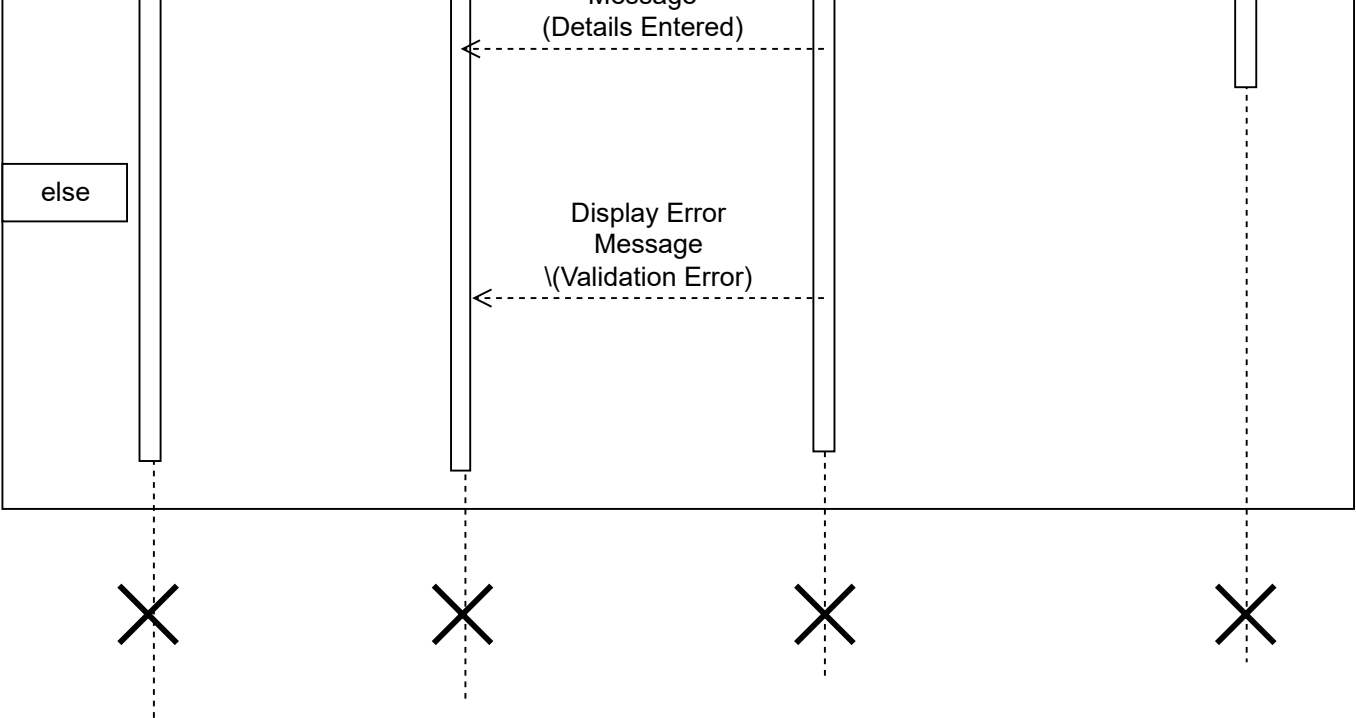 Message
(Details Entered)
else
Display Error
Message
\(Validation Error)